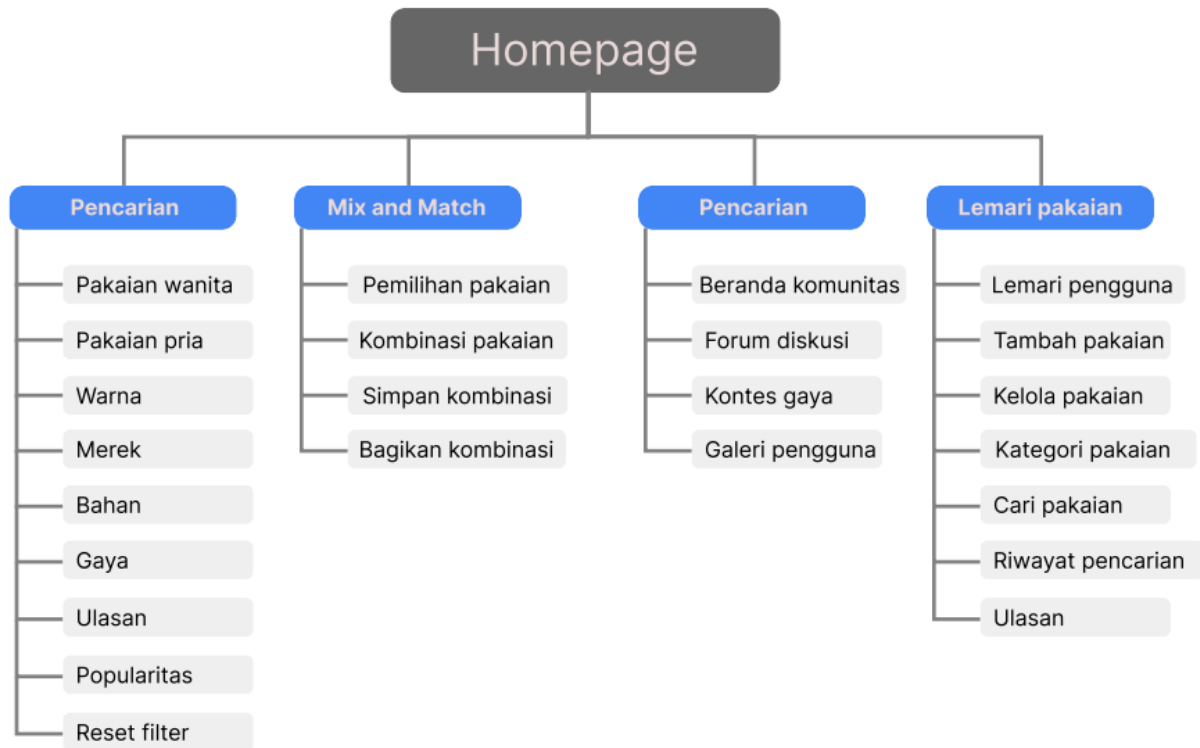 Homepage
Pencarian
Pakaian wanita
Pakaian pria
Warna
Merek
Bahan
Gaya
Ulasan
Popularitas
Reset filter
Mix and Match
Pemilihan pakaian
Kombinasi pakaian
Simpan kombinasi
Bagikan kombinasi
Pencarian
Beranda komunitas
Forum diskusi
Kontes gaya
Galeri pengguna
Lemari pakaian
Lemari pengguna
Tambah pakaian
Kelola pakaian
Kategori pakaian
Cari pakaian
Riwayat pencarian
Ulasan